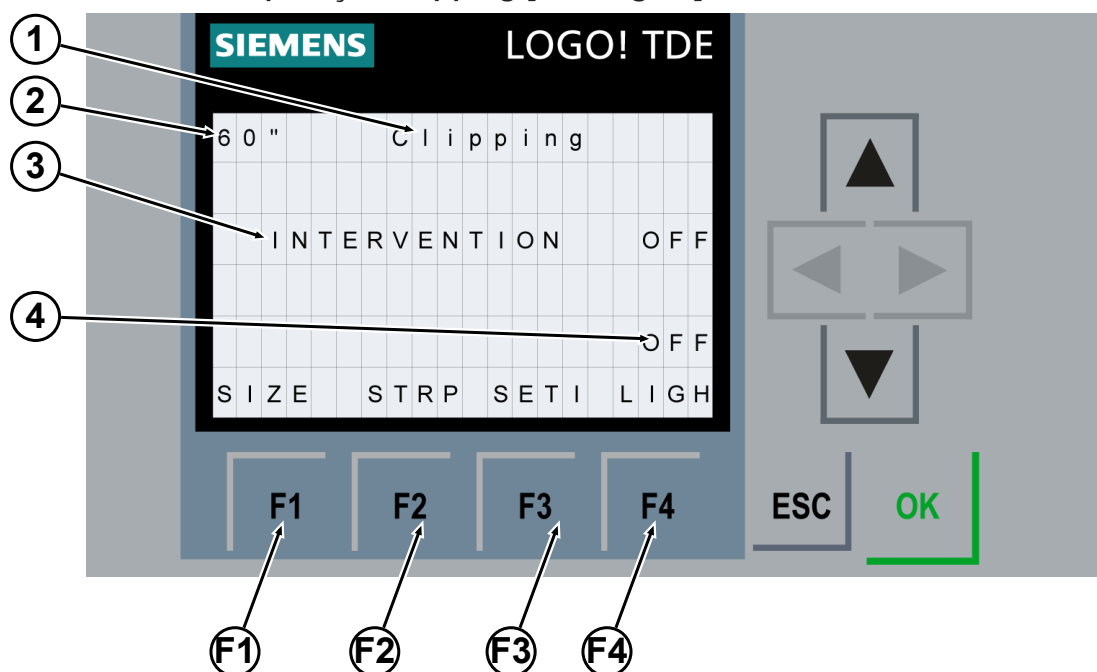 1
SIEMENS LOGO! TDE
2
60" Clipping
3
INTERVENTION OFF
4
OFF
SIZE STRP SETI LIGH
F1 F2 F3 F4 ESC OK
F1 F2 F3 F4